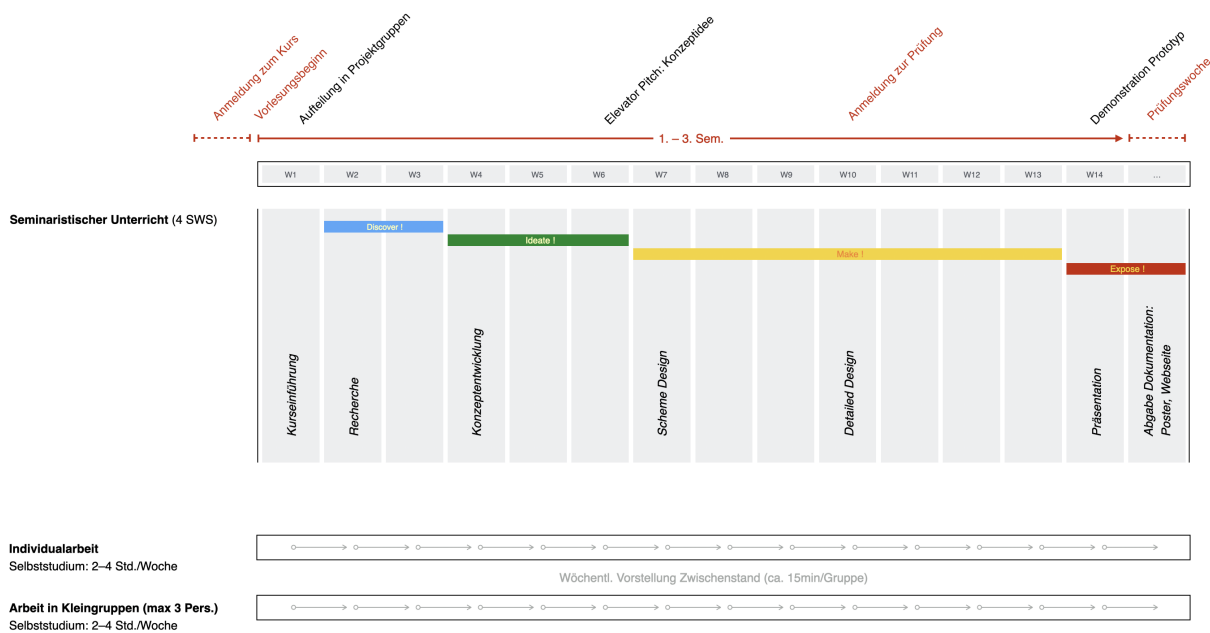 Anmeldung zum Kurs
Vorlesungsbeginn
Aufteilung in Projektgruppen
Elevator Pitch: Konzeptidee
Anmeldung zur Prüfung
Demonstration Prototyp
Prüfungswoche
1. – 3. Sem.
W1 W2 W3 W4 W5 W6 W7 W8 W9 W10 W11 W12 W13 W14 ...
Seminaristischer Unterricht (4 SWS)
Discover !
Ideate !
Make !
Expose !
Kurseinführung
Recherche
Konzeptentwicklung
Scheme Design
Detailed Design
Präsentation
Abgabe Dokumentation:
Poster, Webseite
Individualarbeit
Selbststudium: 2–4 Std./Woche
Wöchentl. Vorstellung Zwischenstand (ca. 15min/Gruppe)
Arbeit in Kleingruppen (max 3 Pers.)
Selbststudium: 2–4 Std./Woche